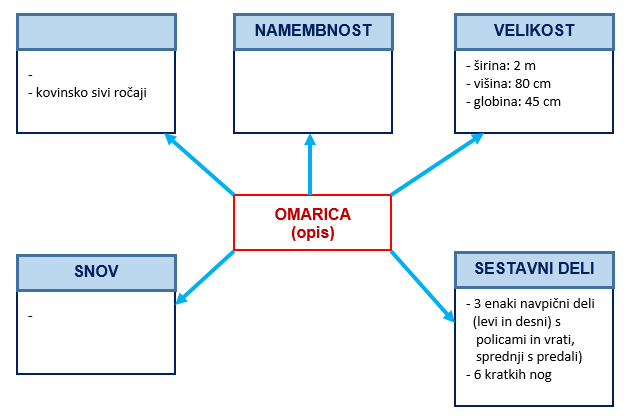 -
- kovinsko sivi ročaji
NAMEMBNOST
VELIKOST
- širina: 2 m
- višina: 80 cm
- globina: 45 cm
OMARICA
(opis)
SNOV
-
SESTAVNI DELI
- 3 enaki navpični deli
(levi in desni) s
policami in vrati,
sprednji s predali)
- 6 kratkih nog